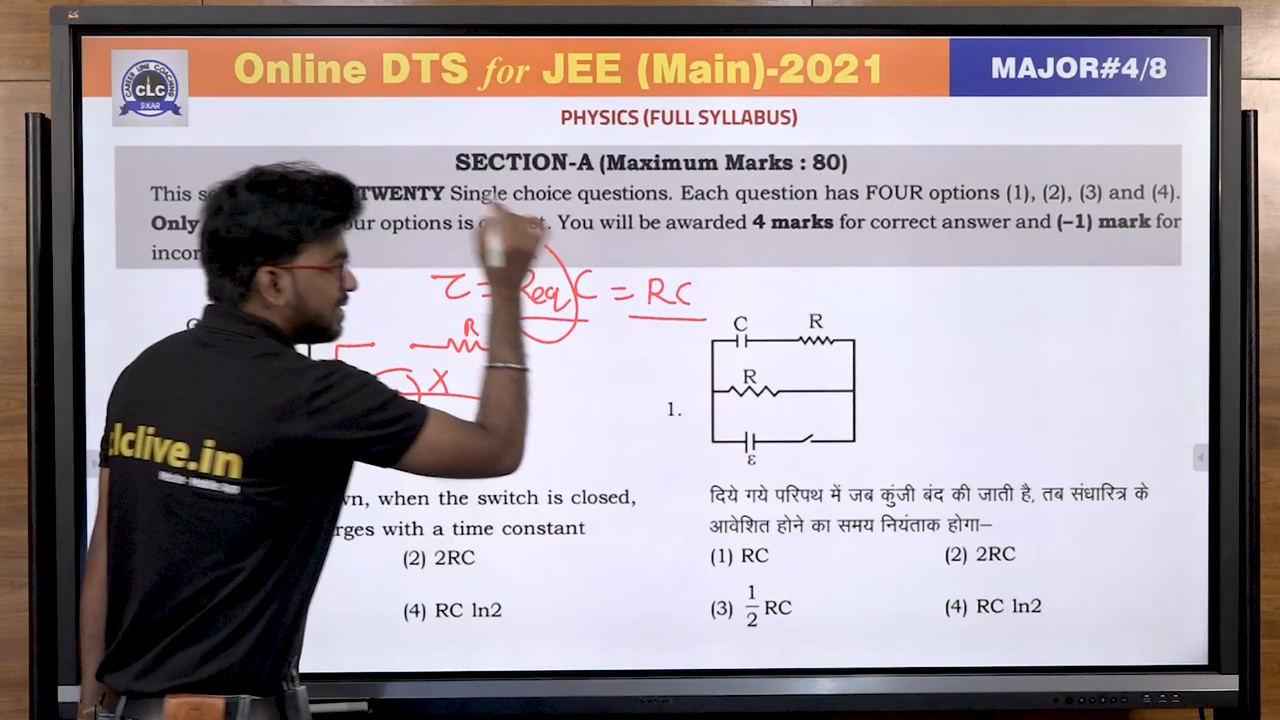 CAREER LINE COACHING
CLC
SIKAR
Online DTS for JEE (Main)-2021
MAJOR#4/8
PHYSICS (FULL SYLLABUS)
SECTION-A (Maximum Marks : 80)
This TWENTY Single choice questions. Each question has FOUR options (1), (2), (3) and (4).
Only our options is . You will be awarded 4 marks for correct answer and (–1) mark for
incor
τ = Req C = RC
R
X
C R
R
1.
ε
wn, when the switch is closed,
rges with a time constant
(2) 2RC
(4) RC ln2
दिये गये परिपथ में जब कुंजी बंद की जाती है, तब संधारित्र के
आवेशित होने का समय नियंताक होगा–
(1) RC (2) 2RC
(3) 1/2 RC (4) RC ln2
clclive.in